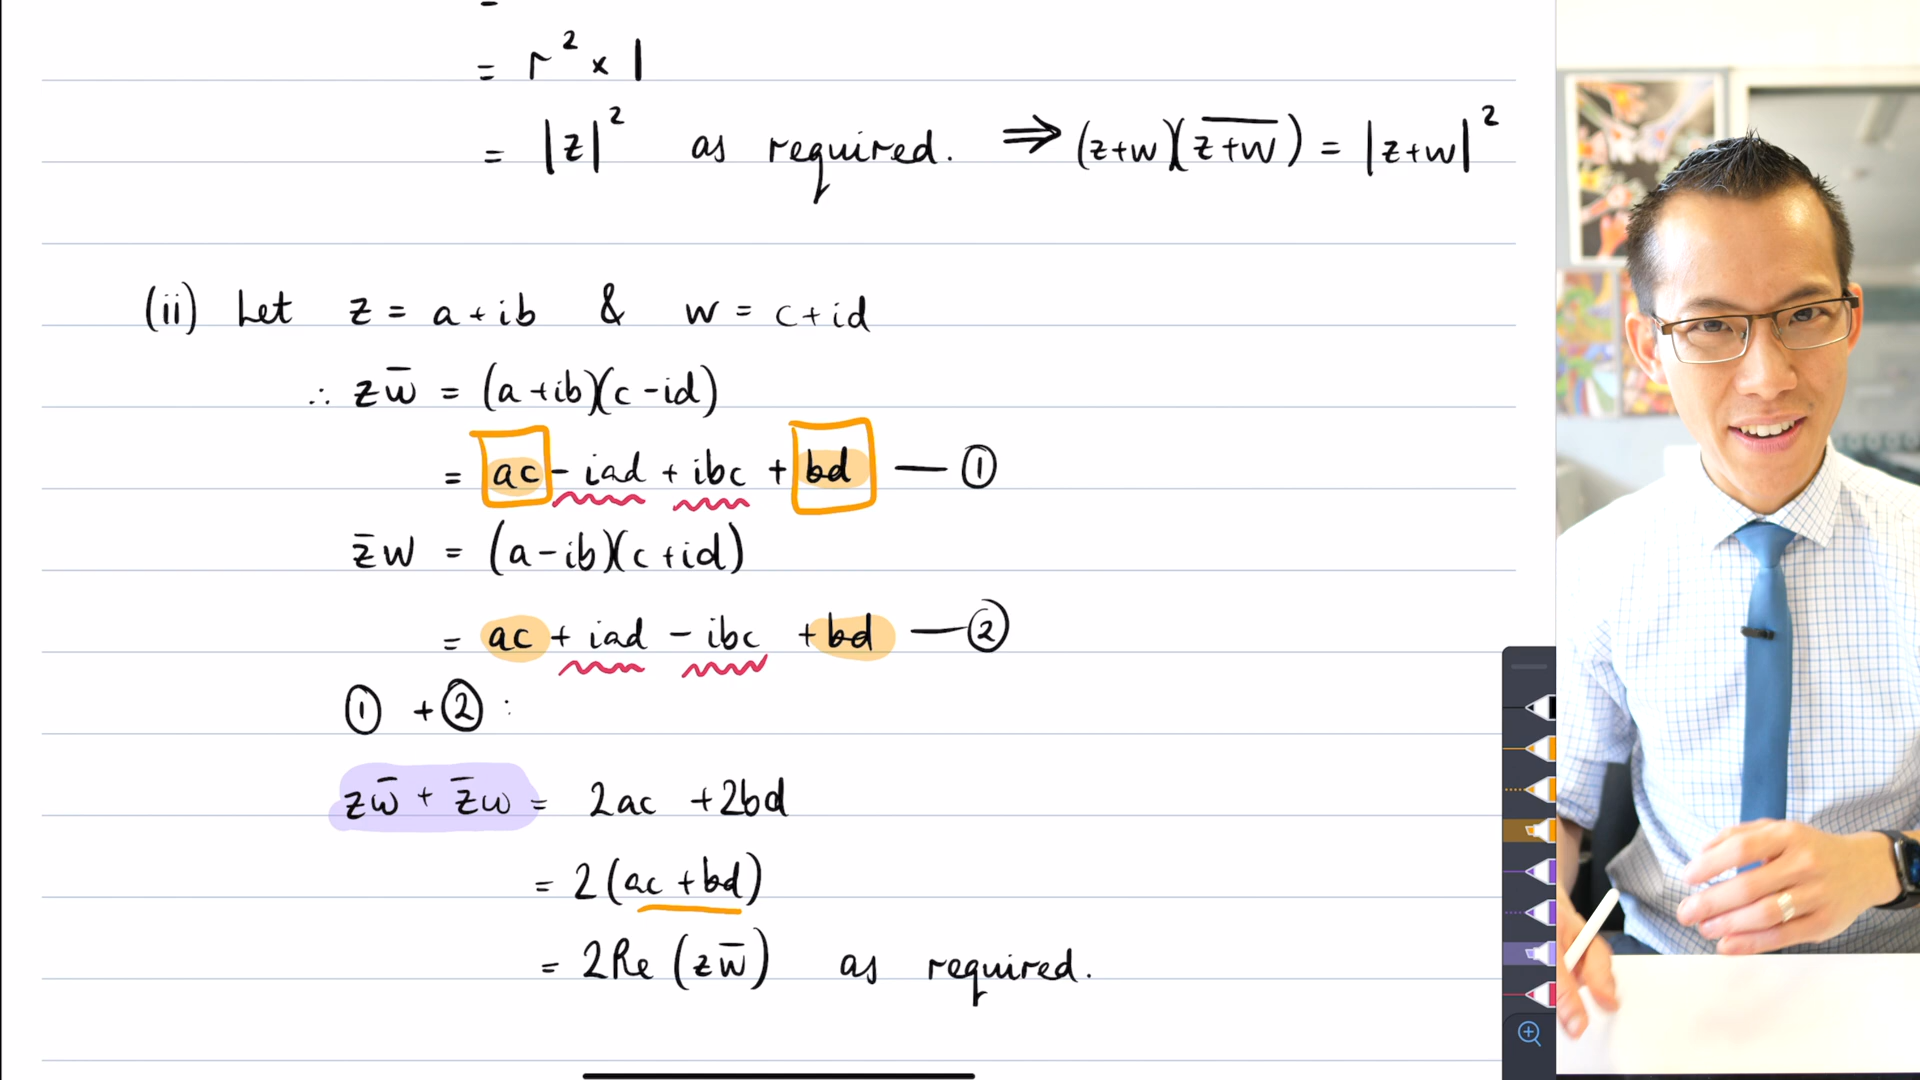 =
= r² × 1
= |z|² as required. ⇒ (z+w)(z̅+̅w̅) = |z+w|²
(ii) Let z = a+ib & w = c+id
∴ zw̄ = (a+ib)(c-id)
= ac - iad + ibc + bd — ①
z̄w = (a-ib)(c+id)
= ac + iad - ibc + bd — ②
① + ② :
zw̄ + z̄w = 2ac + 2bd
= 2(ac + bd)
= 2Re (zw̄) as required.